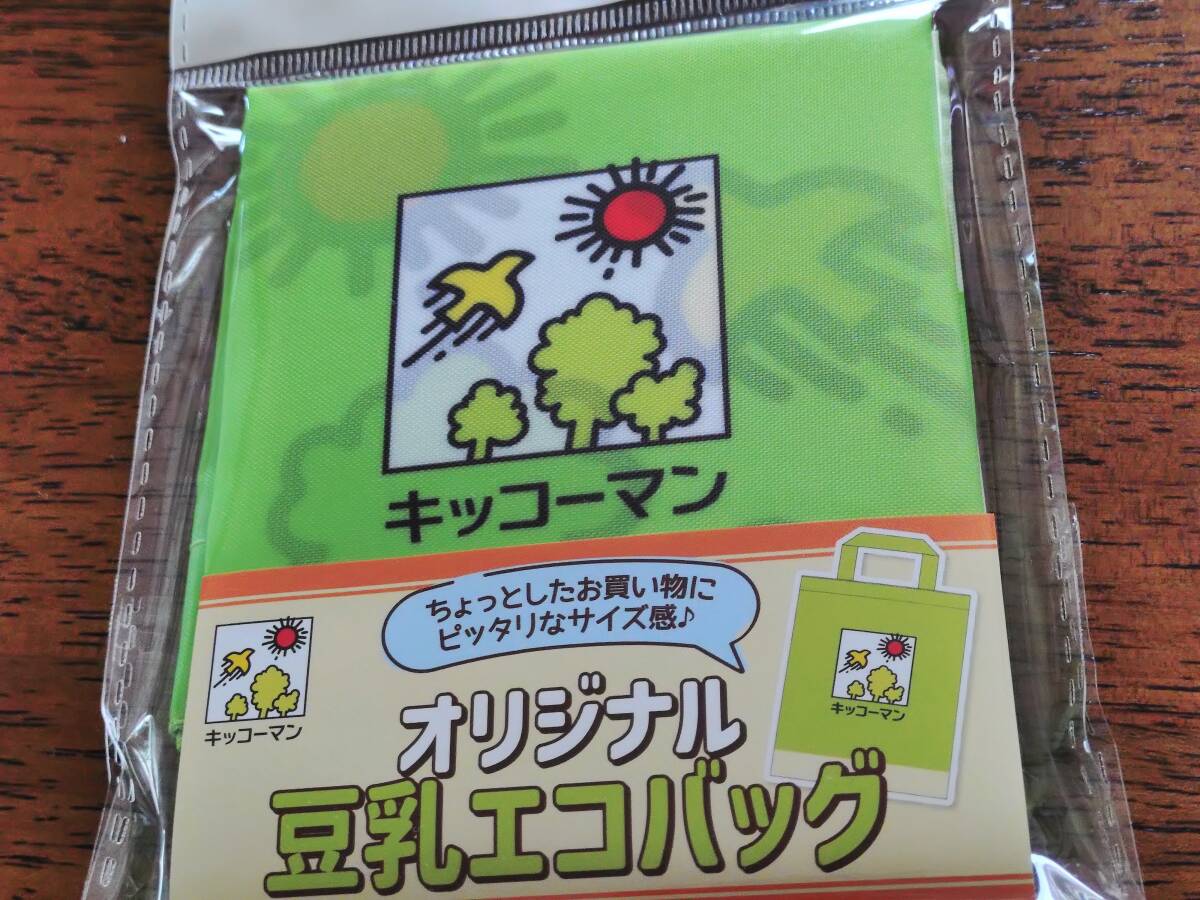 キッコーマン
ちょっとしたお買い物に
ピッタリなサイズ感♪
キッコーマン
キッコーマン
オリジナル
豆乳エコバッグ